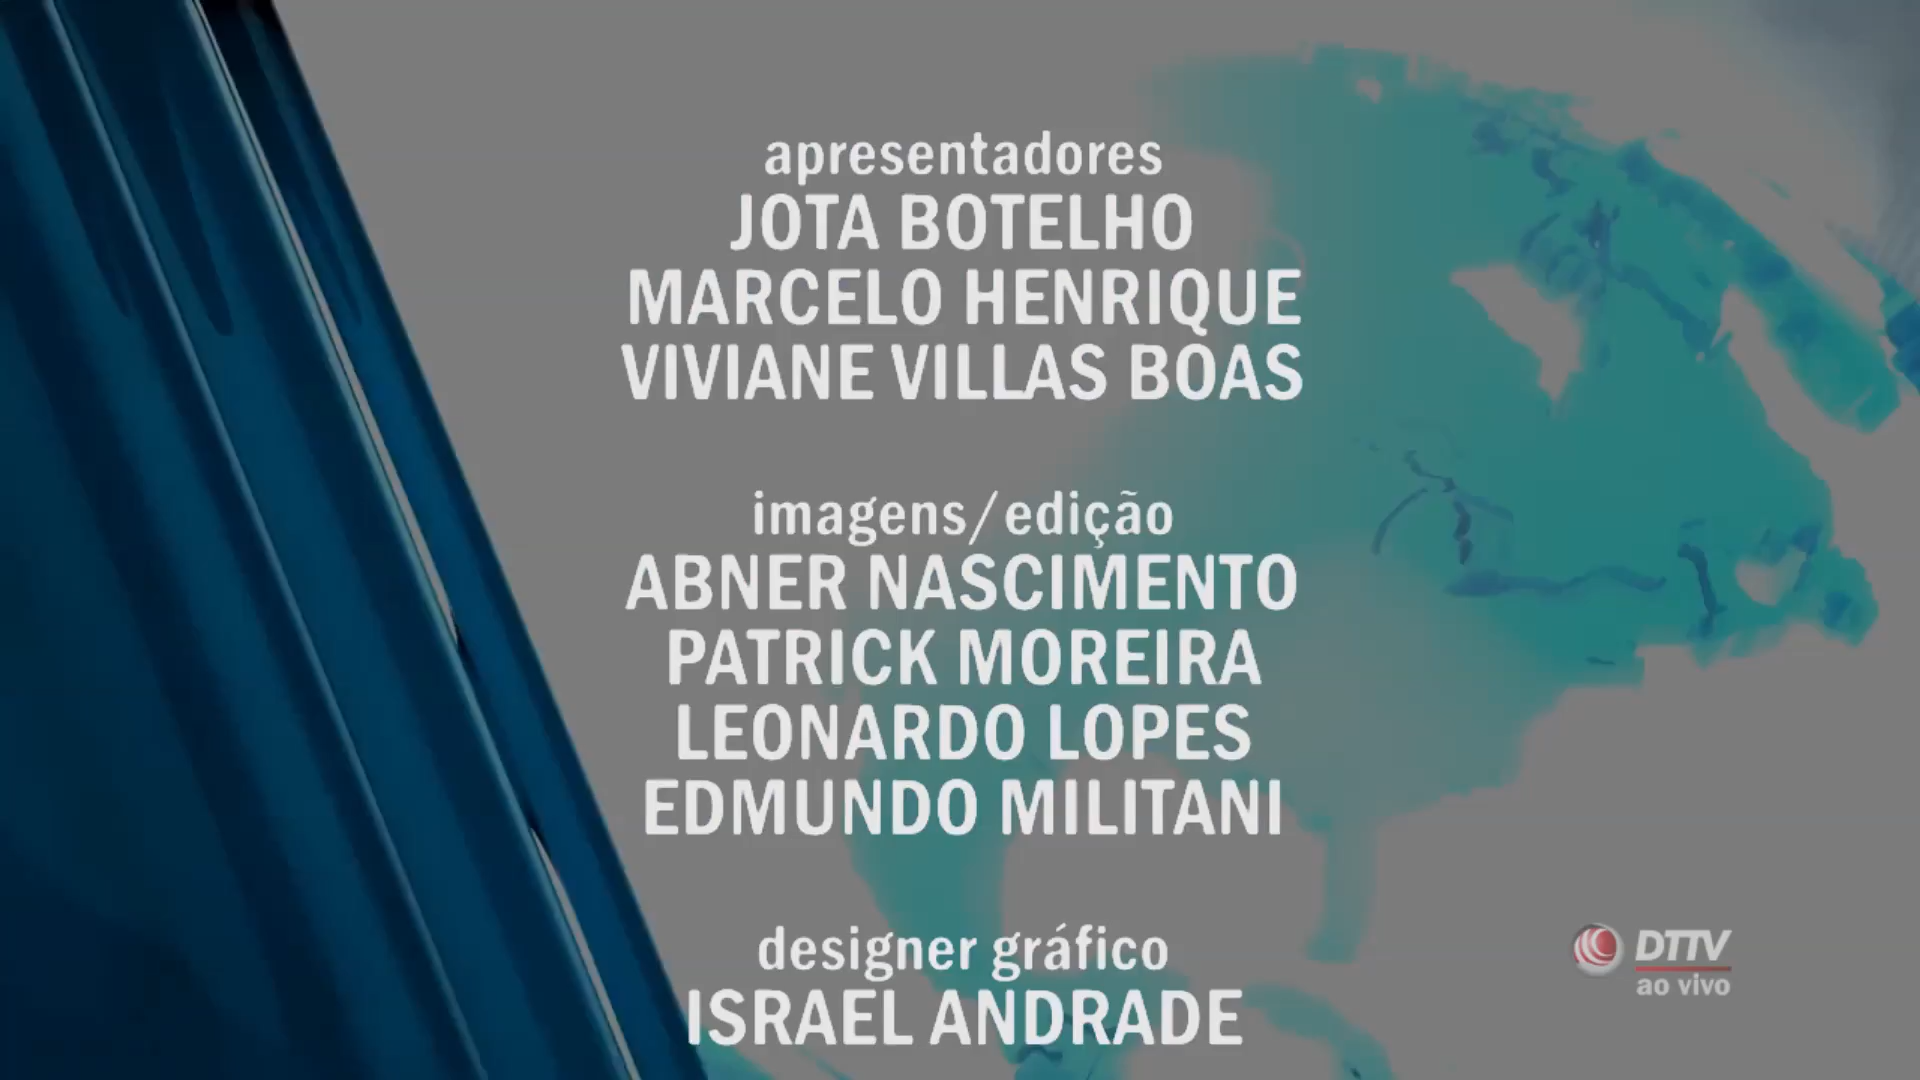 apresentadores
JOTA BOTELHO
MARCELO HENRIQUE
VIVIANE VILLAS BOAS
imagens/edição
ABNER NASCIMENTO
PATRICK MOREIRA
LEONARDO LOPES
EDMUNDO MILITANI
designer gráfico
ISRAEL ANDRADE
DTTV
ao vivo